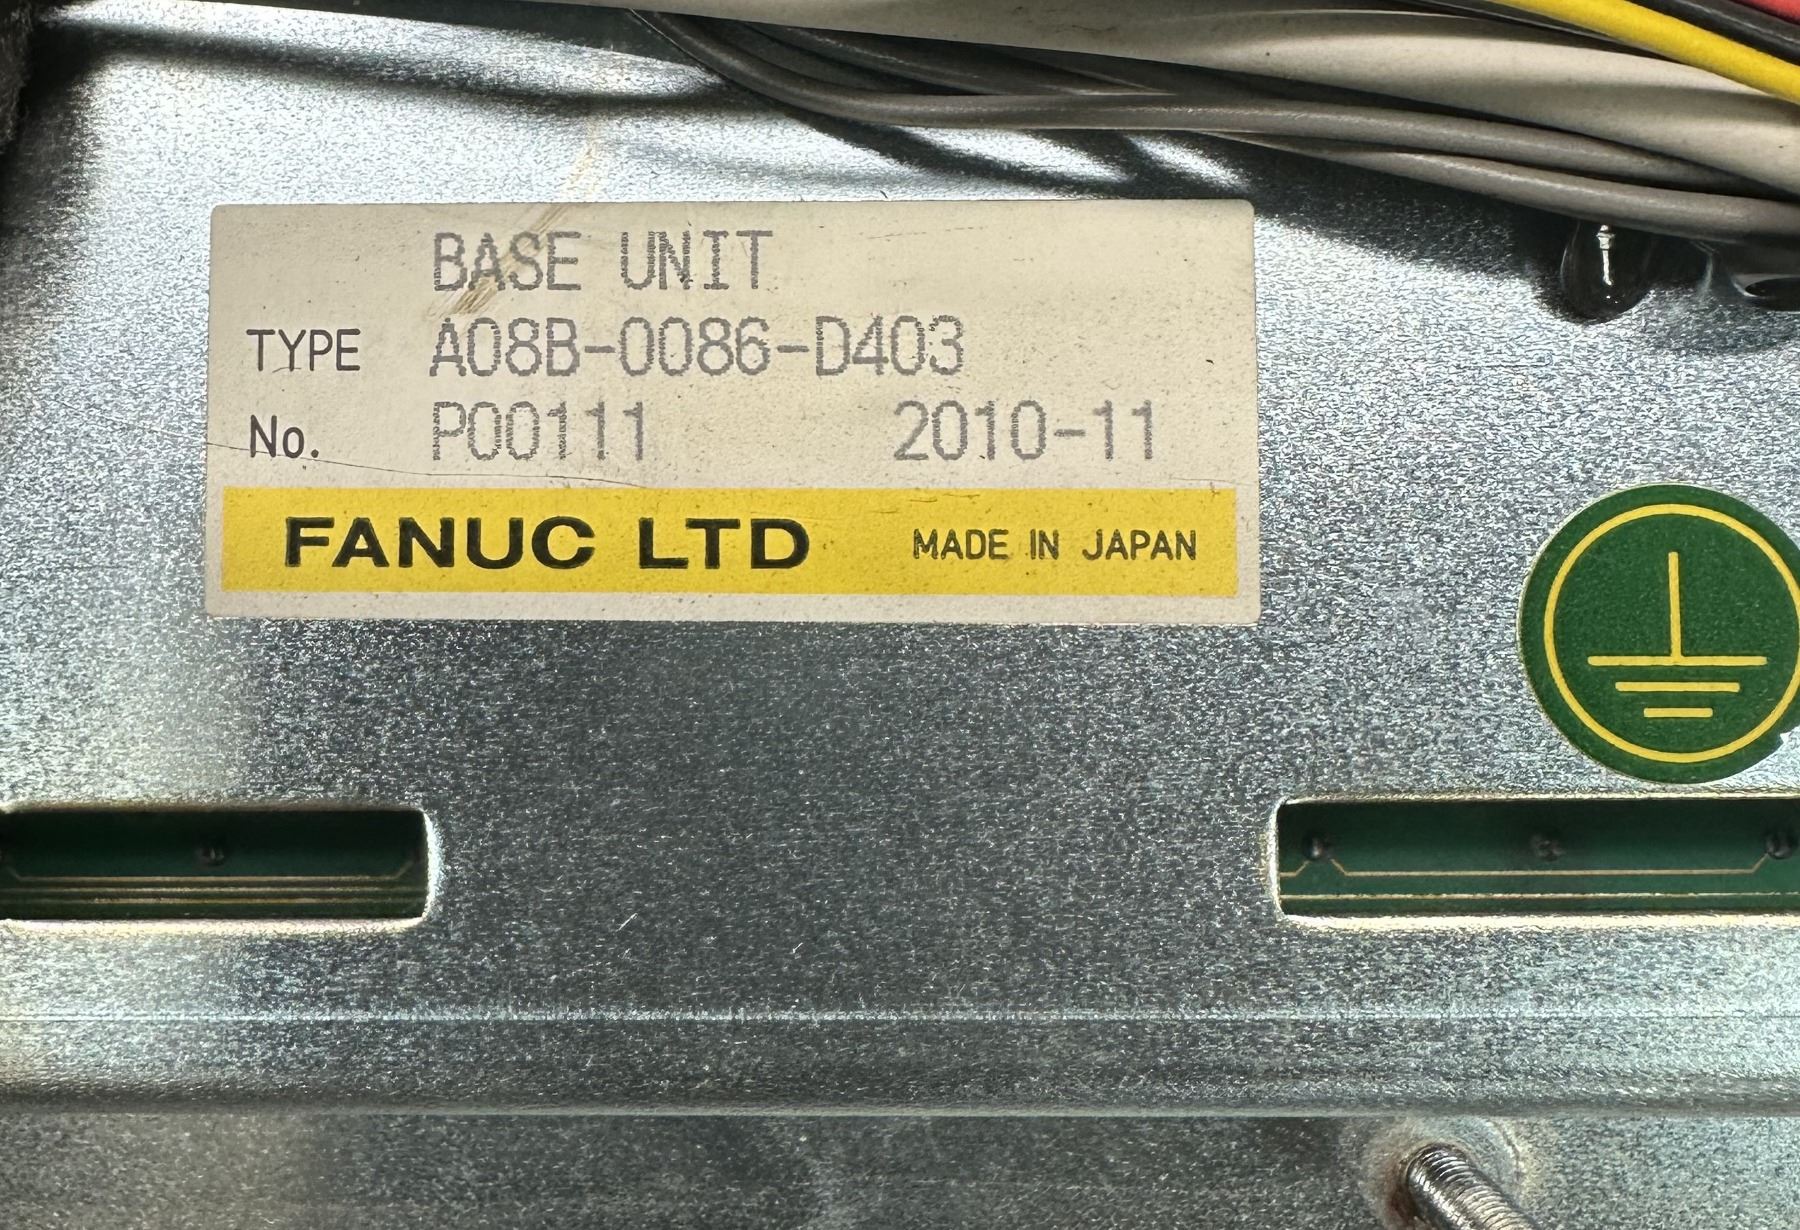 BASE UNIT
TYPE A08B-0086-D403
No. P00111 2010-11
FANUC LTD MADE IN JAPAN